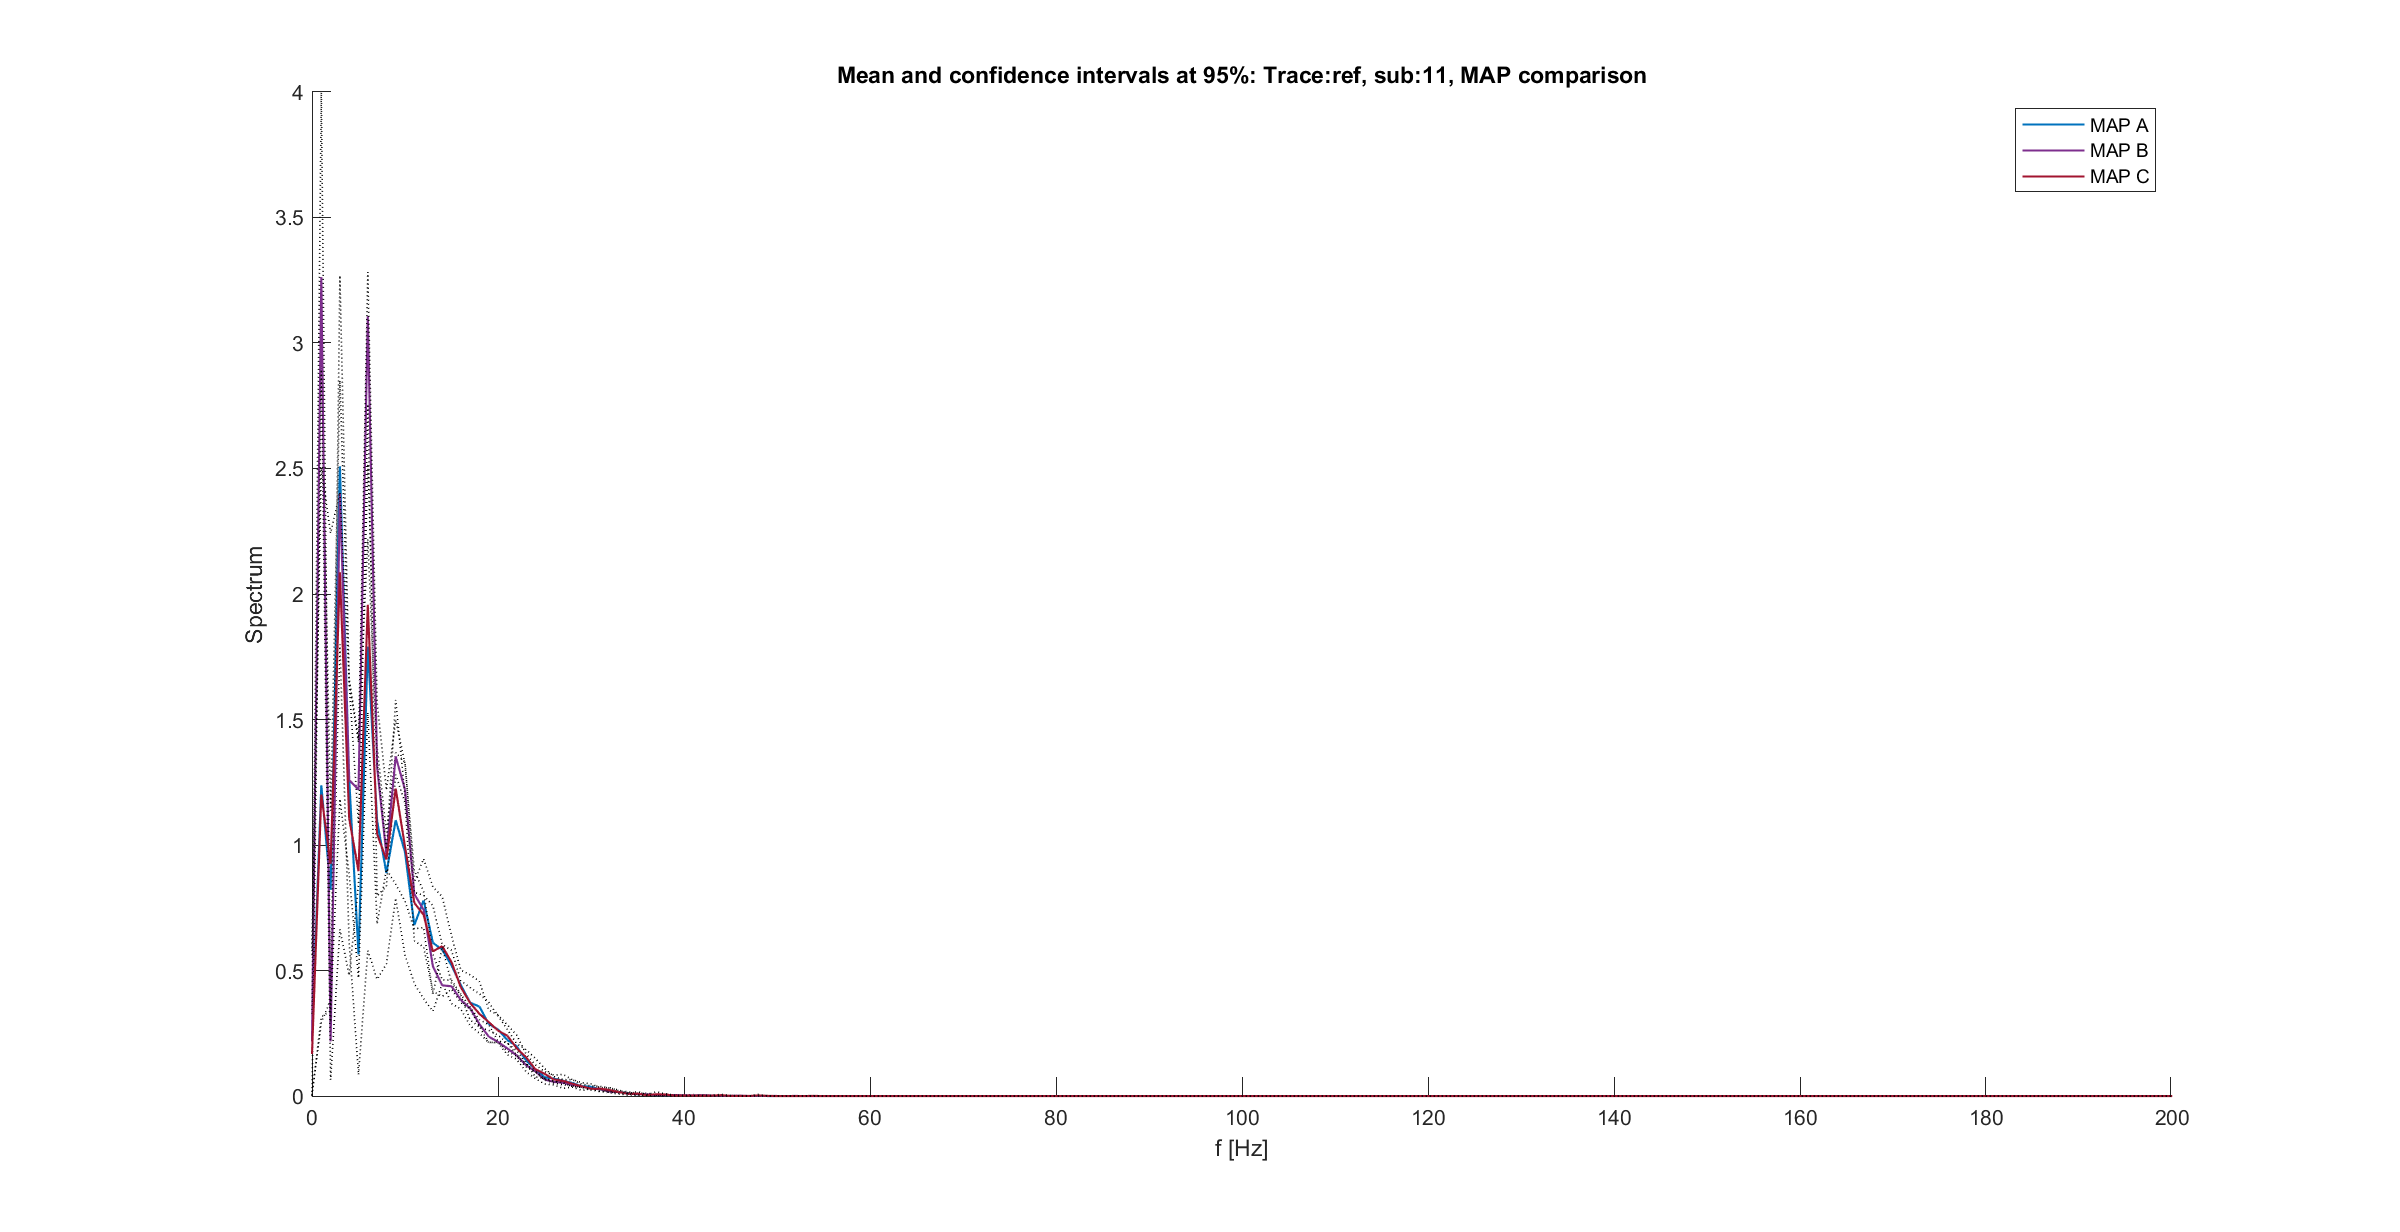 Mean and confidence intervals at 95%: Trace:ref, sub:11, MAP comparison
MAP A
MAP B
MAP C
4
3.5
3
2.5
2
1.5
1
0.5
0
Spectrum
0 20 40 60 80 100 120 140 160 180 200
f [Hz]